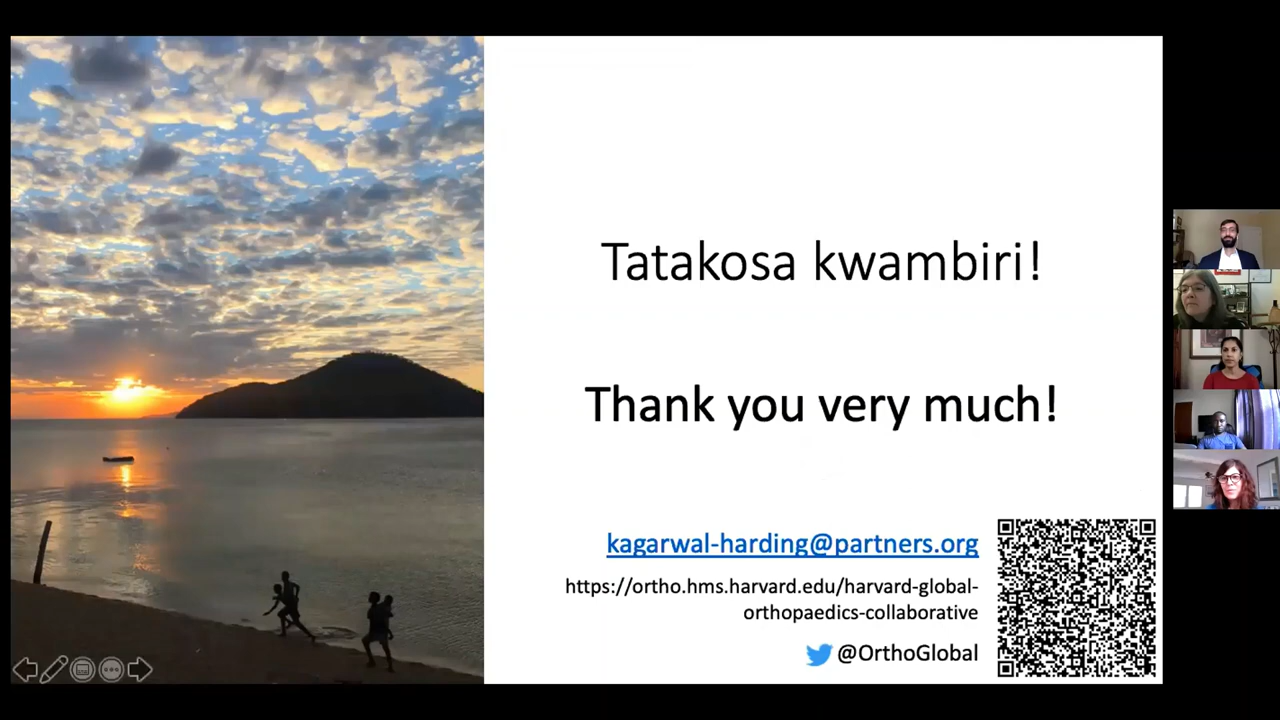 Tatakosa kwambiri!
Thank you very much!
kagarwal-harding@partners.org
https://ortho.hms.harvard.edu/harvard-global-
orthopaedics-collaborative
@OrthoGlobal